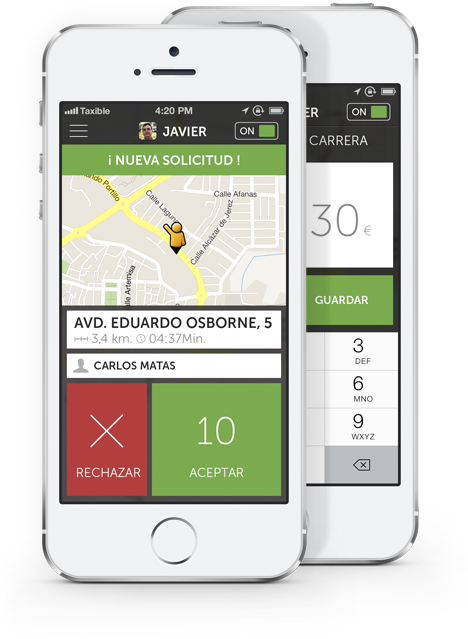 Taxible
4:20 PM
JAVIER
ON
¡ NUEVA SOLICITUD !
Calle Afanas
Calle Laguna
Calle Alcázar de Jerez
Portillo
Calle Artemisa
AVD. EDUARDO OSBORNE, 5
3,4 km. 04:37Min.
CARLOS MATAS
RECHAZAR
10
ACEPTAR
ER
ON
CARRERA
30 €
GUARDAR
3
DEF
6
MNO
9
WXYZ